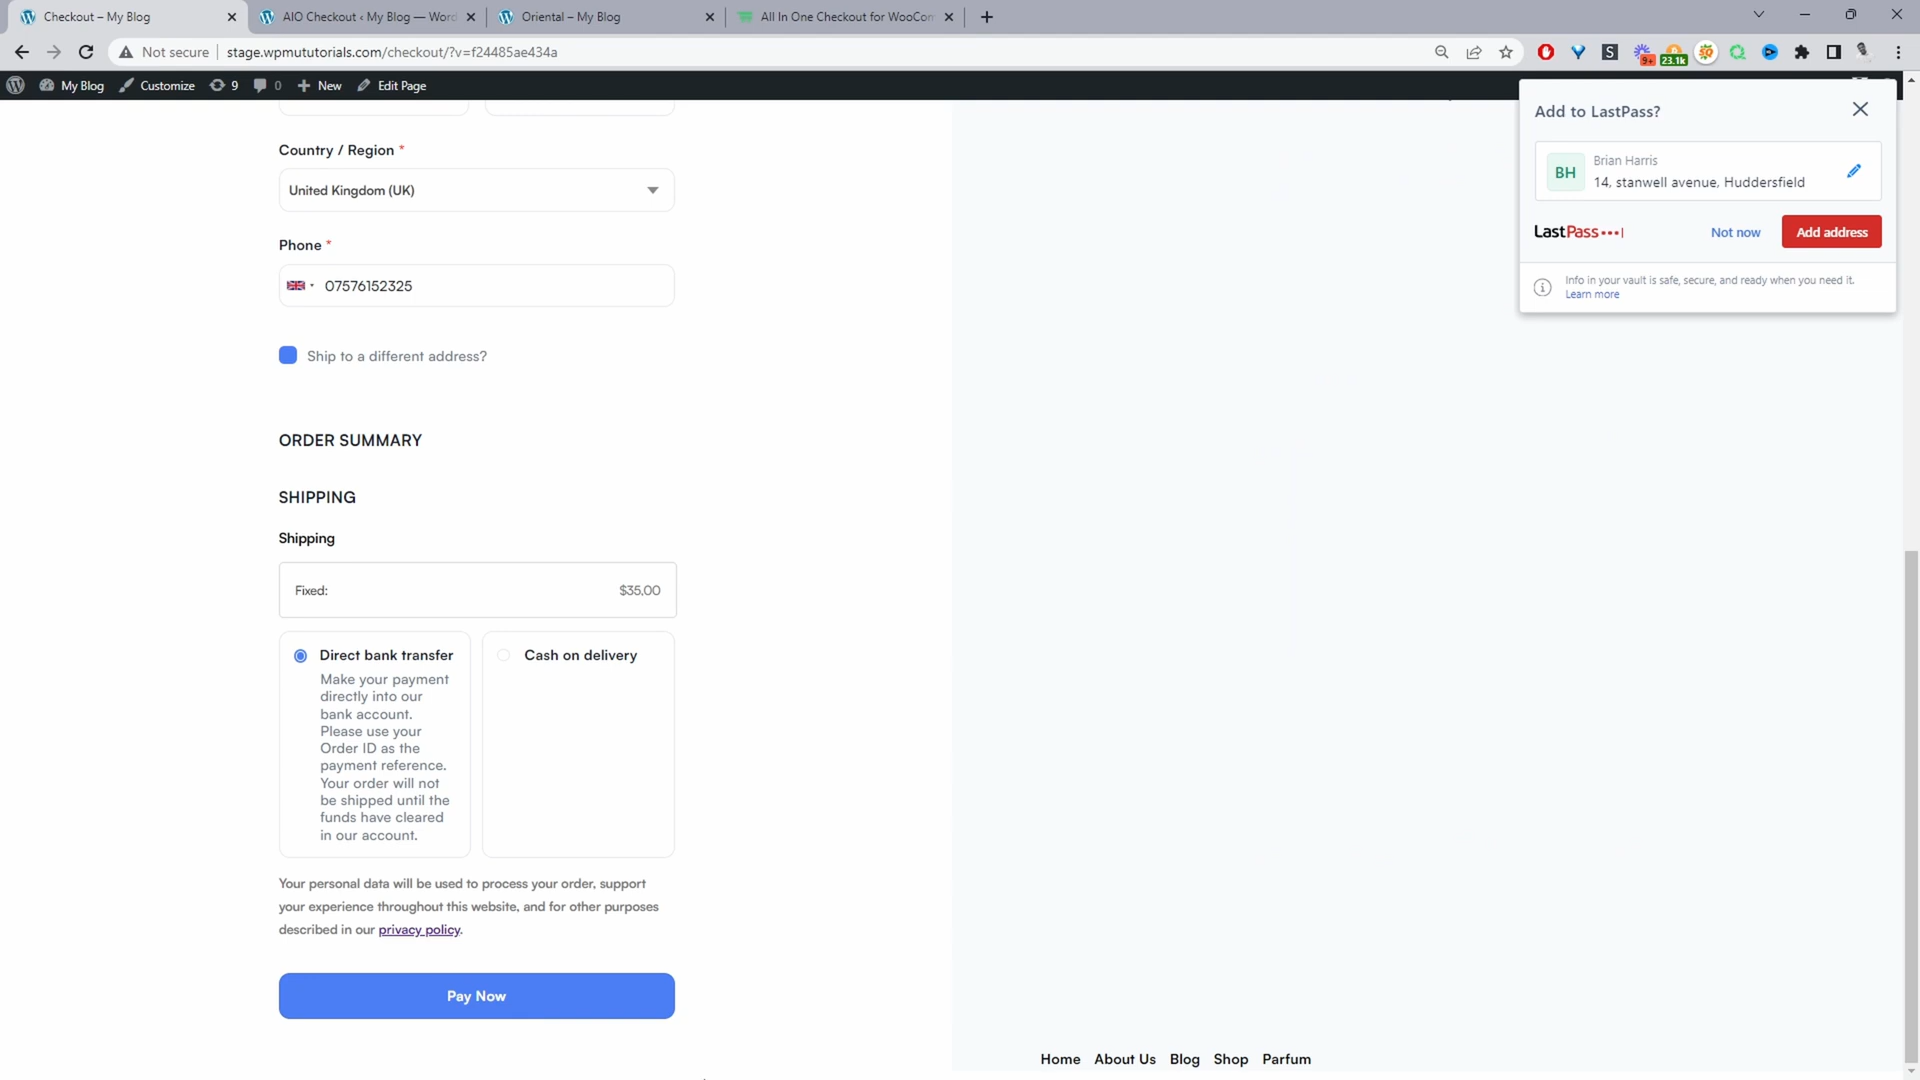 Checkout – My Blog
AIO Checkout ‹ My Blog — Word
Oriental – My Blog
All In One Checkout for WooCom
Not secure
stage.wpmututorials.com/checkout/?v=f24485ae434a
9+
23.1k
My Blog
Customize
9
0
New
Edit Page
Add to LastPass?
BH
Brian Harris
14, stanwell avenue, Huddersfield
LastPass
Not now
Add address
Info in your vault is safe, secure, and ready when you need it.
Learn more
Country / Region *
United Kingdom (UK)
Phone *
07576152325
Ship to a different address?
ORDER SUMMARY
SHIPPING
Shipping
Fixed: $35,00
Direct bank transfer
Make your payment
directly into our
bank account.
Please use your
Order ID as the
payment reference.
Your order will not
be shipped until the
funds have cleared
in our account.
Cash on delivery
Your personal data will be used to process your order, support
your experience throughout this website, and for other purposes
described in our privacy policy.
Pay Now
Home About Us Blog Shop Parfum